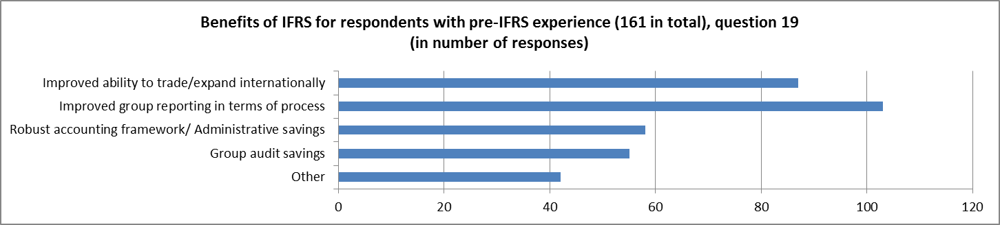 Benefits of IFRS for respondents with pre-IFRS experience (161 in total), question 19
(in number of responses)
Improved ability to trade/expand internationally
Improved group reporting in terms of process
Robust accounting framework/ Administrative savings
Group audit savings
Other
0 20 40 60 80 100 120